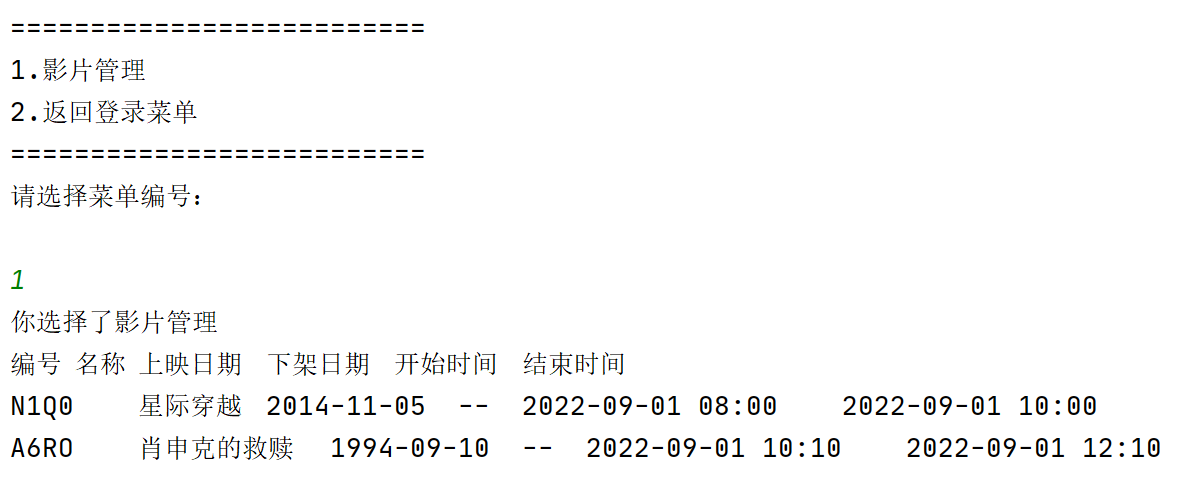 ==========================
1.影片管理
2.返回登录菜单
==========================
请选择菜单编号:
1
你选择了影片管理
编号 名称 上映日期 下架日期 开始时间 结束时间
N1Q0 星际穿越 2014-11-05 -- 2022-09-01 08:00 2022-09-01 10:00
A6RO 肖申克的救赎 1994-09-10 -- 2022-09-01 10:10 2022-09-01 12:10